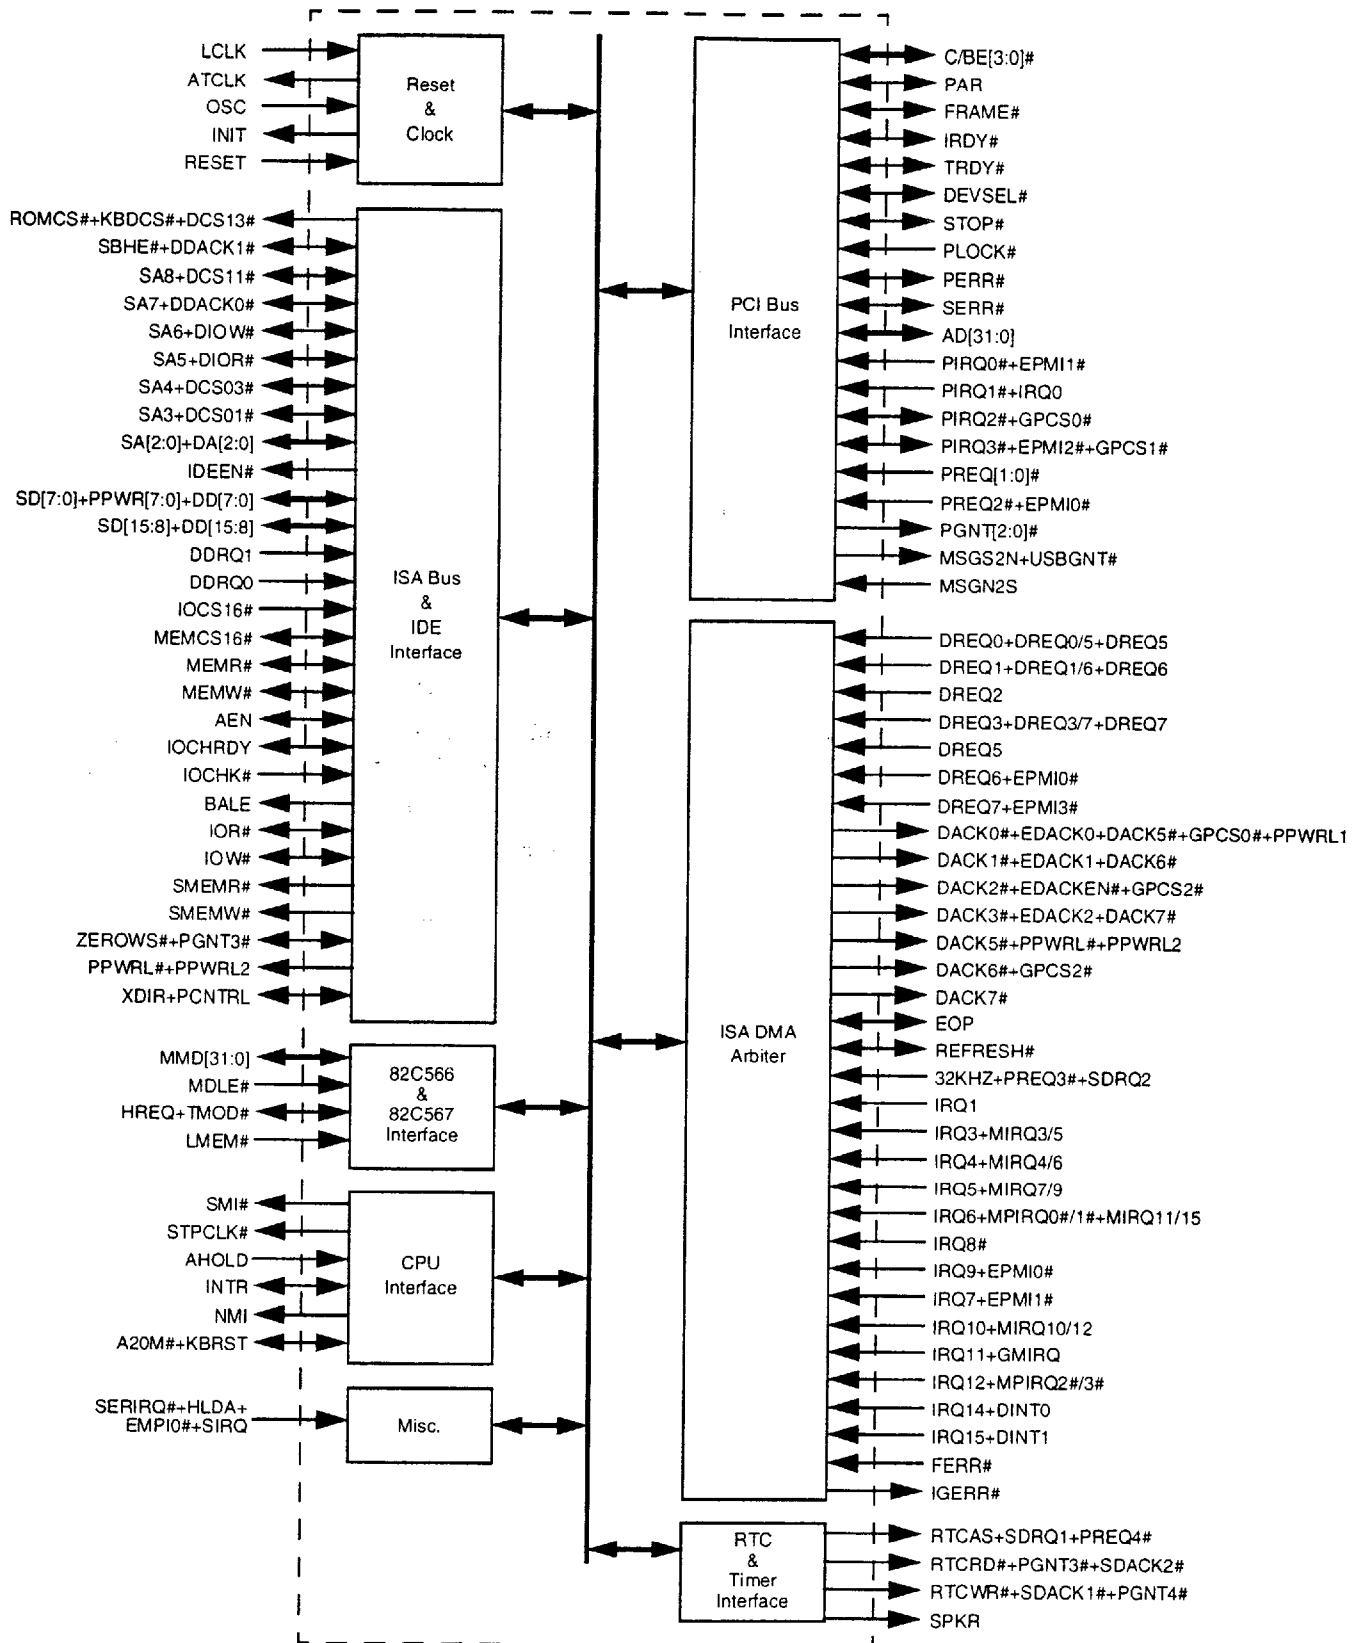 LCLK
ATCLK
OSC
INIT
RESET
Reset
&
Clock
ROMCS#+KBDCS#+DCS13#
SBHE#+DDACK1#
SA8+DCS11#
SA7+DDACK0#
SA6+DIOW#
SA5+DIOR#
SA4+DCS03#
SA3+DCS01#
SA[2:0]+DA[2:0]
IDEEN#
SD[7:0]+PPWR[7:0]+DD[7:0]
SD[15:8]+DD[15:8]
DDRQ1
DDRQ0
IOCS16#
MEMCS16#
MEMR#
MEMW#
AEN
IOCHRDY
IOCHK#
BALE
IOR#
IOW#
SMEMR#
SMEMW#
ZEROWS#+PGNT3#
PPWRL#+PPWRL2
XDIR+PCNTRL
ISA Bus
&
IDE
Interface
MMD[31:0]
MDLE#
HREQ+TMOD#
LMEM#
82C566
&
82C567
Interface
SMI#
STPCLK#
AHOLD
INTR
NMI
A20M#+KBRST
CPU
Interface
SERIRQ#+HLDA+
EMPI0#+SIRQ
Misc.
PCI Bus
Interface
C/BE[3:0]#
PAR
FRAME#
IRDY#
TRDY#
DEVSEL#
STOP#
PLOCK#
PERR#
SERR#
AD[31:0]
PIRQ0#+EPMI1#
PIRQ1#+IRQ0
PIRQ2#+GPCS0#
PIRQ3#+EPMI2#+GPCS1#
PREQ[1:0]#
PREQ2#+EPMI0#
PGNT[2:0]#
MSGS2N+USBGNT#
MSGN2S
ISA DMA
Arbiter
DREQ0+DREQ0/5+DREQ5
DREQ1+DREQ1/6+DREQ6
DREQ2
DREQ3+DREQ3/7+DREQ7
DREQ5
DREQ6+EPMI0#
DREQ7+EPMI3#
DACK0#+EDACK0+DACK5#+GPCS0#+PPWRL1
DACK1#+EDACK1+DACK6#
DACK2#+EDACKEN#+GPCS2#
DACK3#+EDACK2+DACK7#
DACK5#+PPWRL#+PPWRL2
DACK6#+GPCS2#
DACK7#
EOP
REFRESH#
32KHZ+PREQ3#+SDRQ2
IRQ1
IRQ3+MIRQ3/5
IRQ4+MIRQ4/6
IRQ5+MIRQ7/9
IRQ6+MPIRQ0#/1#+MIRQ11/15
IRQ8#
IRQ9+EPMI0#
IRQ7+EPMI1#
IRQ10+MIRQ10/12
IRQ11+GMIRQ
IRQ12+MPIRQ2#/3#
IRQ14+DINT0
IRQ15+DINT1
FERR#
IGERR#
RTC
&
Timer
Interface
RTCAS+SDRQ1+PREQ4#
RTCRD#+PGNT3#+SDACK2#
RTCWR#+SDACK1#+PGNT4#
SPKR